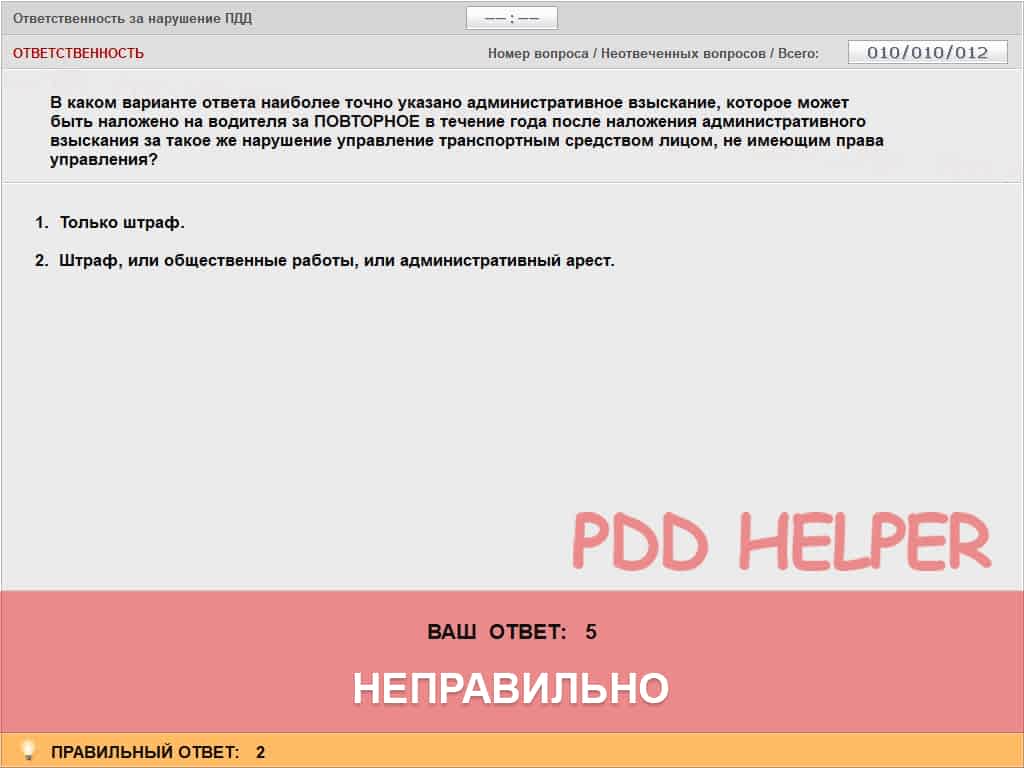 Ответственность за нарушение ПДД
—— : ——
ОТВЕТСТВЕННОСТЬ
Номер вопроса / Неотвеченных вопросов / Всего:
010/010/012
В каком варианте ответа наиболее точно указано административное взыскание, которое может
быть наложено на водителя за ПОВТОРНОЕ в течение года после наложения административного
взыскания за такое же нарушение управление транспортным средством лицом, не имеющим права
управления?
1. Только штраф.
2. Штраф, или общественные работы, или административный арест.
PDD HELPER
ВАШ ОТВЕТ: 5
НЕПРАВИЛЬНО
ПРАВИЛЬНЫЙ ОТВЕТ: 2